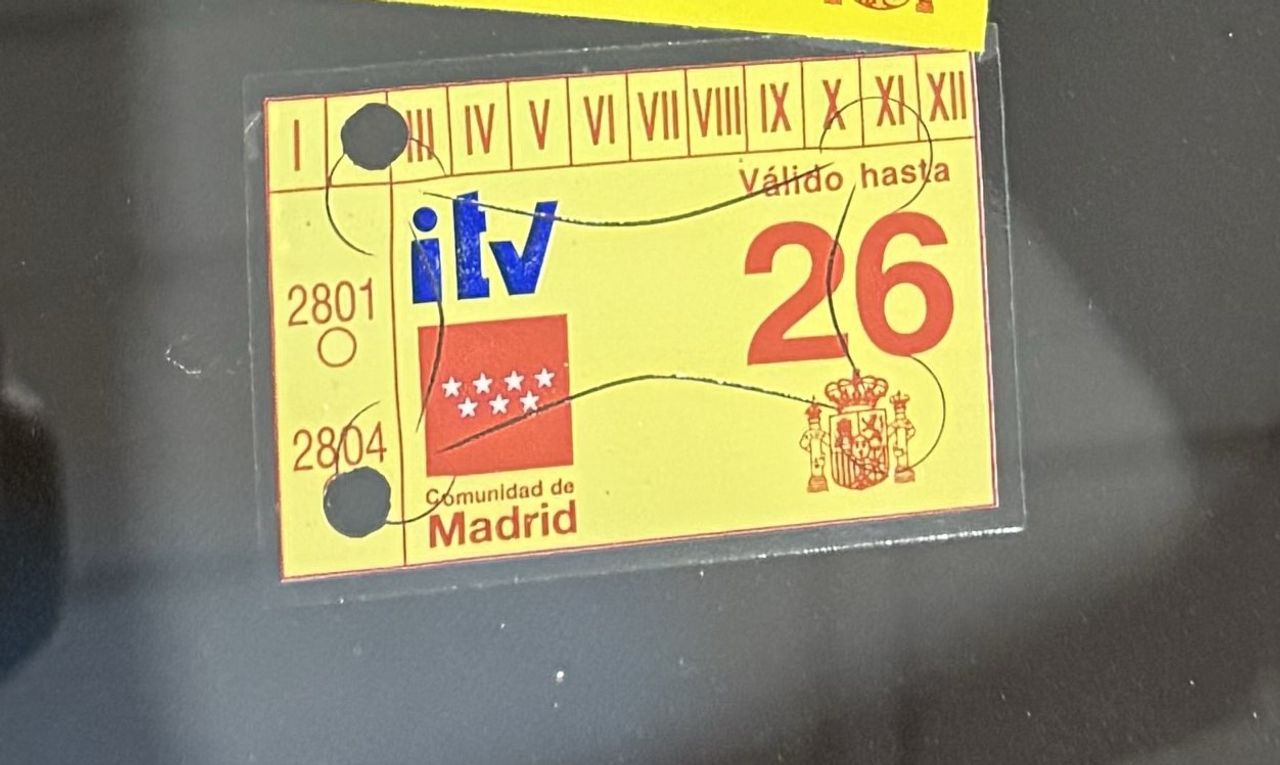 I III IV V VI VII VIII IX X XI XII
Válido hasta
itv
26
2801
2804
Comunidad de
Madrid